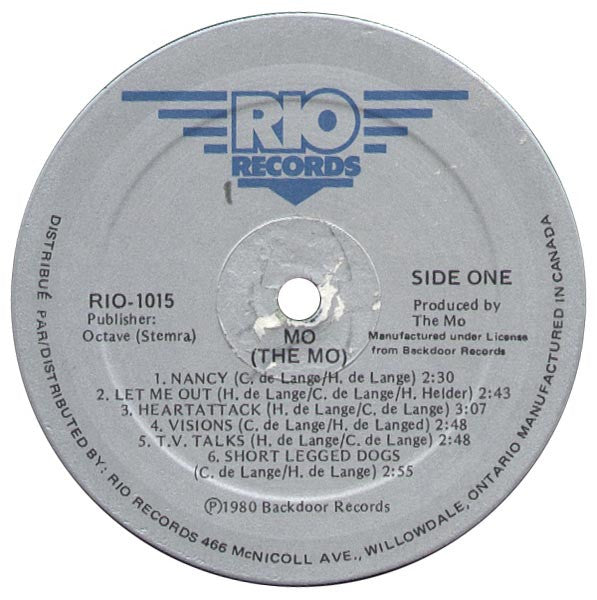 RIO
RECORDS
1
RIO-1015
Publisher:
Octave (Stemra)
SIDE ONE
Produced by
The Mo
Manufactured under License
from Backdoor Records
MO
(THE MO)
1. NANCY (C. de Lange/H. de Lange) 2:30
2. LET ME OUT (H. de Lange/C. de Lange/H. Helder) 2:43
3. HEARTATTACK (H. de Lange/C. de Lange) 3:07
4. VISIONS (C. de Lange/H. de Langed) 2:48
5. T.V. TALKS (H. de Lange/C. de Lange) 2:48
6. SHORT LEGGED DOGS
(C. de Lange/H. de Lange) 2:55
Ⓟ1980 Backdoor Records
DISTRIBUÉ PAR/DISTRIBUTED BY: RIO RECORDS 466 McNICOLL AVE., WILLOWDALE, ONTARIO MANUFACTURED IN CANADA